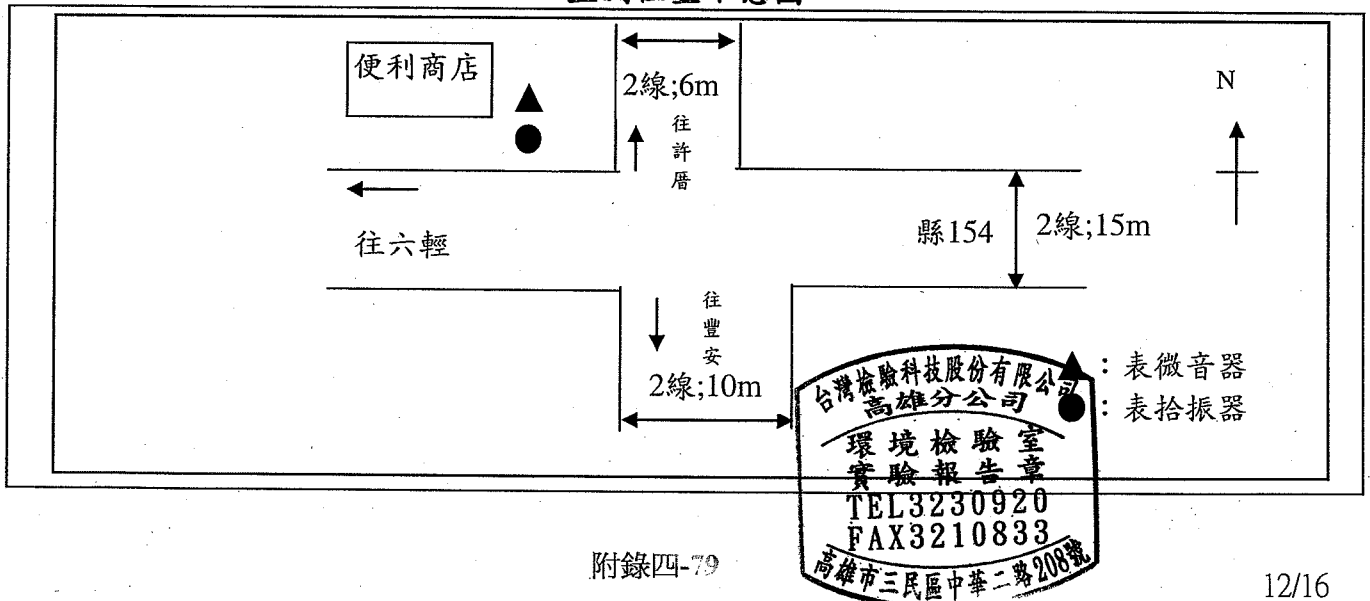 便利商店
2線;6m
往許厝
N
往六輕
縣154
2線;15m
往豐安
2線;10m
▲：表微音器
●：表拾振器
台灣檢驗科技股份有限公司
高雄分公司
環境檢驗室
實驗報告章
TEL3230920
FAX3210833
高雄市三民區中華二路208號
附錄四-79
12/16